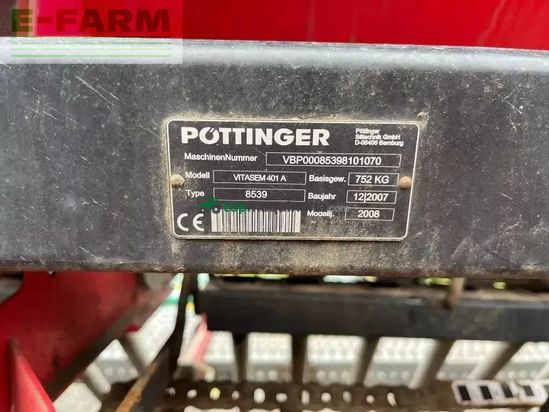 E-FARM
PÖTTINGER
Pöttinger
Sätechnik GmbH
D-06406 Bernburg
MaschinenNummer VBP00085398101070
Modell VITASEM 401 A Basisgew. 752 KG
Type 8539 Baujahr 12|2007
CE Modellj. 2008